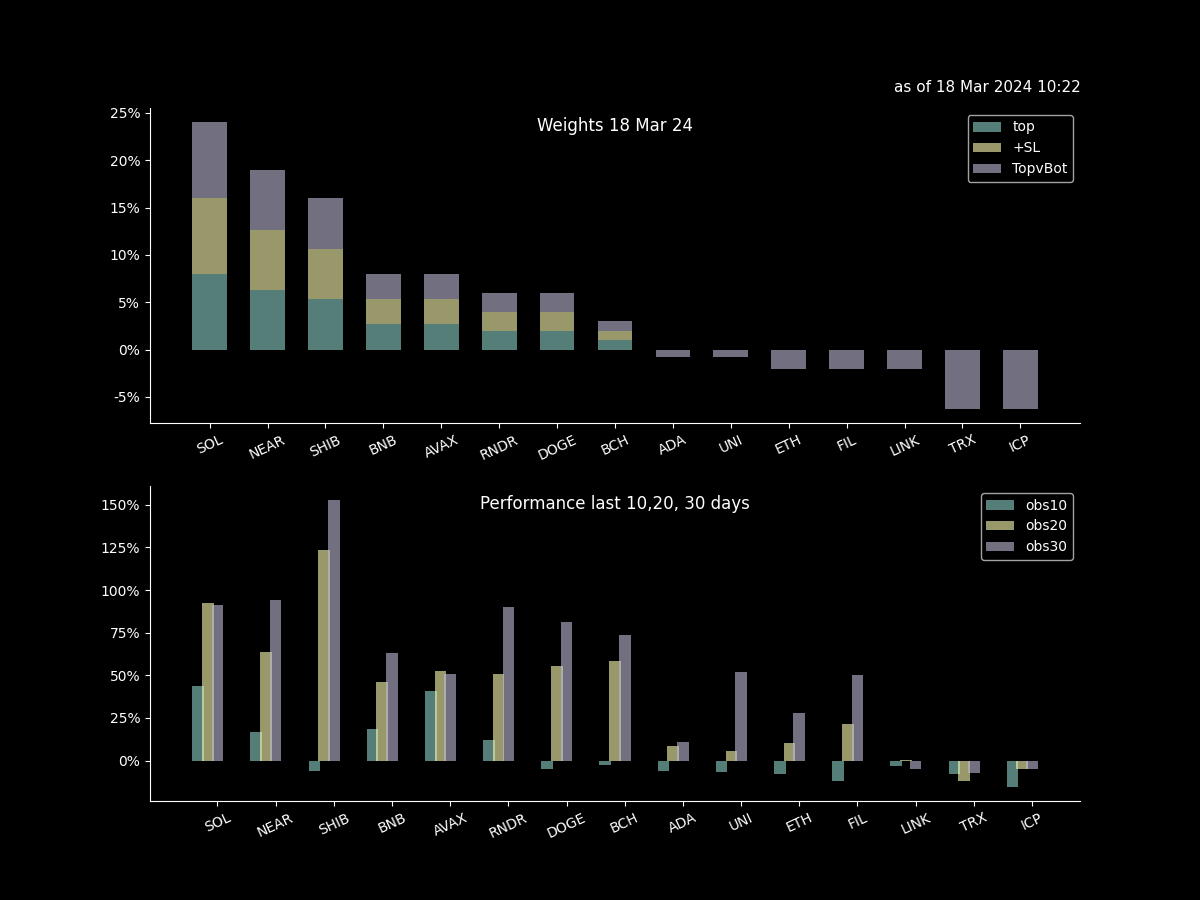 as of 18 Mar 2024 10:22
Weights 18 Mar 24
top
+SL
TopvBot
25%
20%
15%
10%
5%
0%
-5%
SOL NEAR SHIB BNB AVAX RNDR DOGE BCH ADA UNI ETH FIL LINK TRX ICP
Performance last 10,20, 30 days
obs10
obs20
obs30
150%
125%
100%
75%
50%
25%
0%
SOL NEAR SHIB BNB AVAX RNDR DOGE BCH ADA UNI ETH FIL LINK TRX ICP